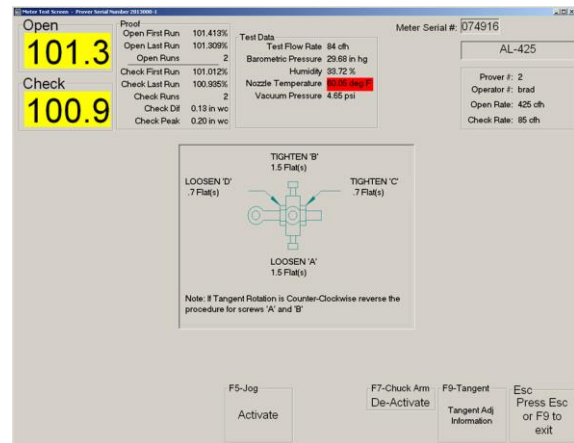 Meter Test Screen - Prover Serial Number 2913000-1
Open
101.3
Check
100.9
Proof
Open First Run 101.413%
Open Last Run 101.309%
Open Runs 2
Check First Run 101.012%
Check Last Run 100.935%
Check Runs 2
Check Dif 0.13 in wc
Check Peak 0.20 in wc
Test Data
Test Flow Rate 84 cfh
Barometric Pressure 29.68 in hg
Humidity 33.72 %
Nozzle Temperature 60.05 deg F
Vacuum Pressure 4.65 psi
Meter Serial #: 074916
AL-425
Prover #: 2
Operator #: brad
Open Rate: 425 cfh
Check Rate: 85 cfh
TIGHTEN 'B'
1.5 Flat(s)
LOOSEN 'D'
.7 Flat(s)
TIGHTEN 'C'
.7 Flat(s)
LOOSEN 'A'
1.5 Flat(s)
Note: If Tangent Rotation is Counter-Clockwise reverse the
procedure for screws 'A' and 'B'
F5-Jog
Activate
F7-Chuck Arm
De-Activate
F9-Tangent
Tangent Adj
Information
Esc
Press Esc
or F9 to
exit